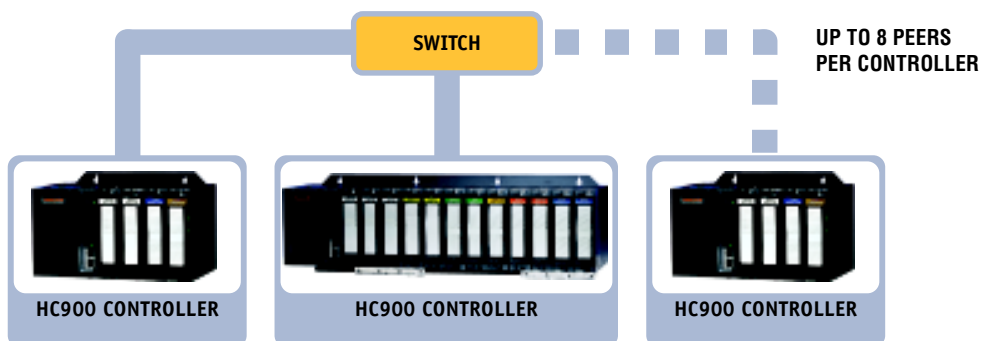 SWITCH
UP TO 8 PEERS
PER CONTROLLER
HC900 CONTROLLER
HC900 CONTROLLER
HC900 CONTROLLER